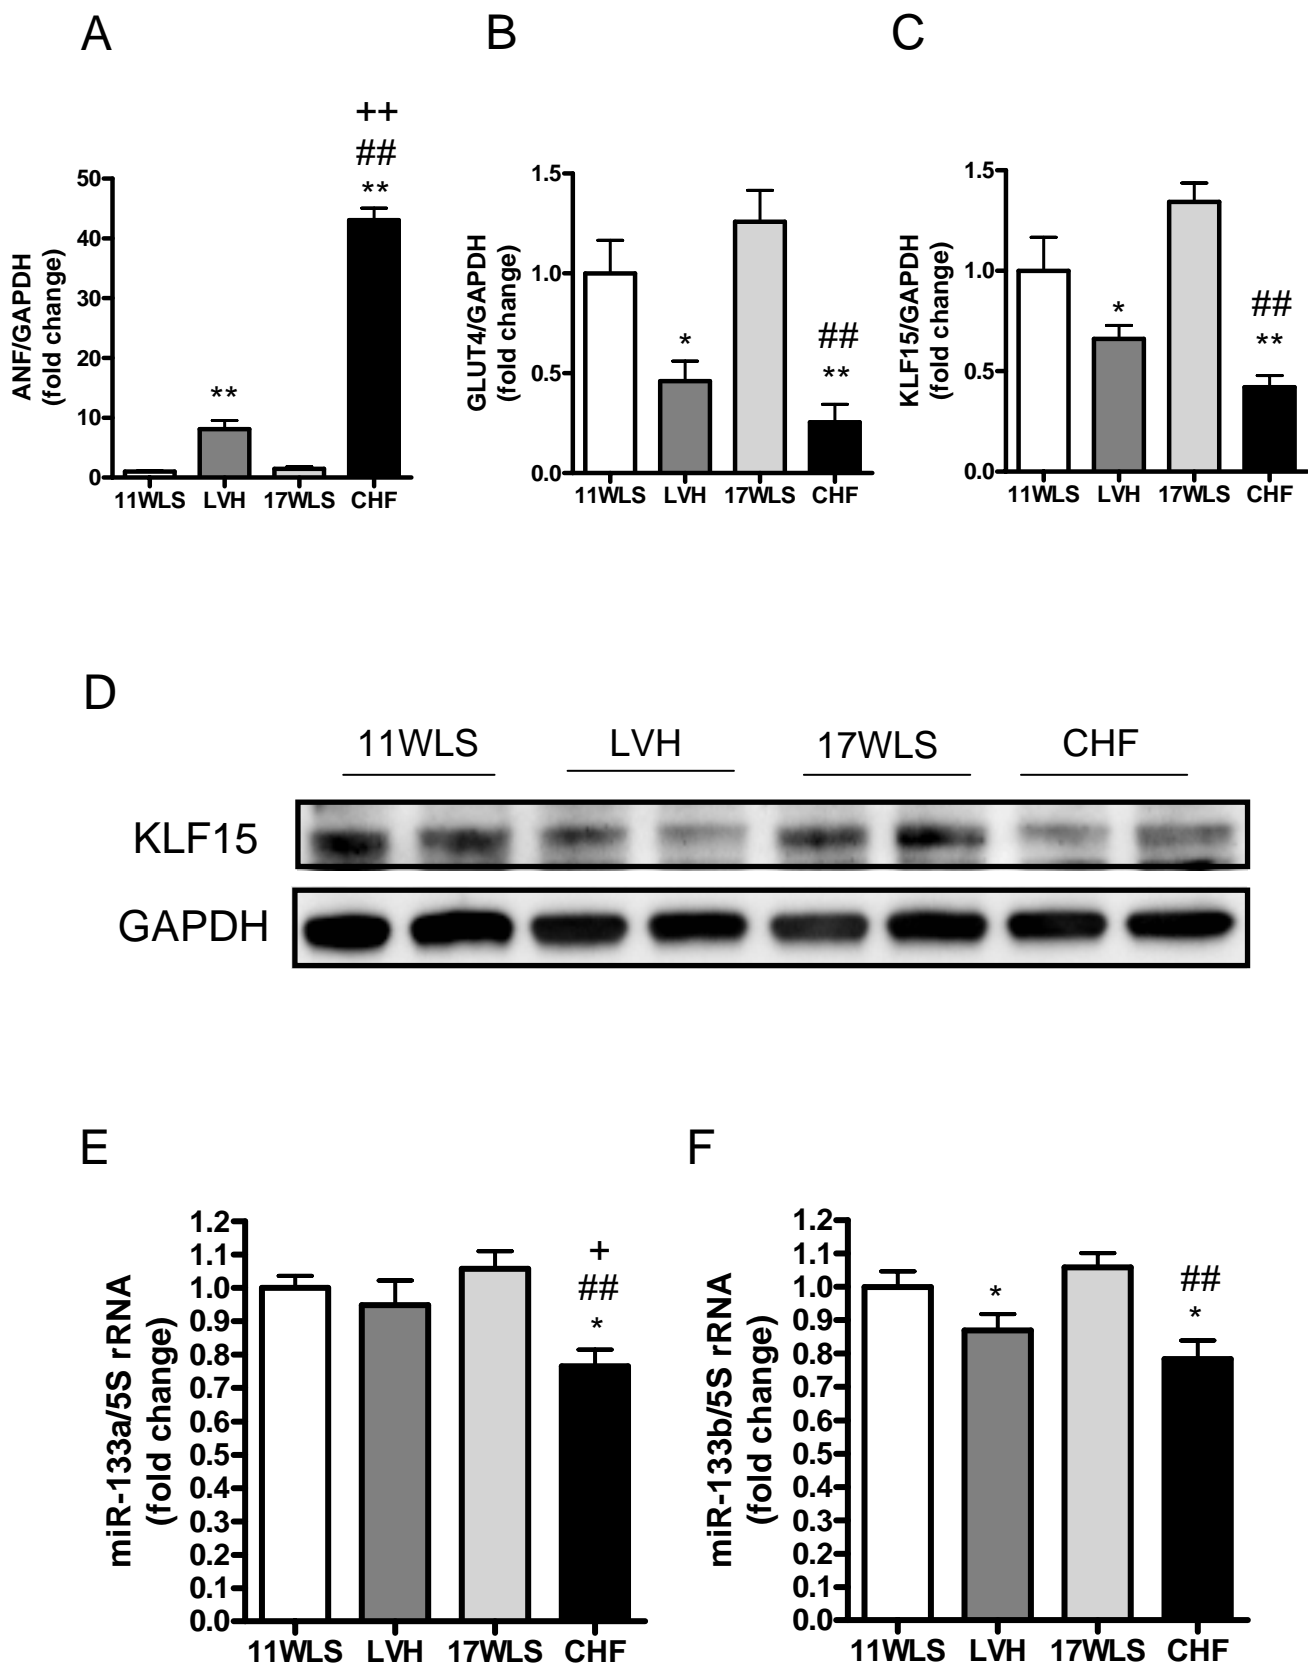 A
B
C
++
##
**
**
50
40
30
20
10
0
ANF/GAPDH
(fold change)
11WLS LVH 17WLS CHF
##
**
*
1.5
1.0
0.5
0.0
GLUT4/GAPDH
(fold change)
11WLS LVH 17WLS CHF
##
**
*
1.5
1.0
0.5
0.0
KLF15/GAPDH
(fold change)
11WLS LVH 17WLS CHF
D
11WLS LVH 17WLS CHF
KLF15
GAPDH
E
F
+
##
*
1.2
1.1
1.0
0.9
0.8
0.7
0.6
0.5
0.4
0.3
0.2
0.1
0.0
miR-133a/5S rRNA
(fold change)
11WLS LVH 17WLS CHF
##
*
*
1.2
1.1
1.0
0.9
0.8
0.7
0.6
0.5
0.4
0.3
0.2
0.1
0.0
miR-133b/5S rRNA
(fold change)
11WLS LVH 17WLS CHF